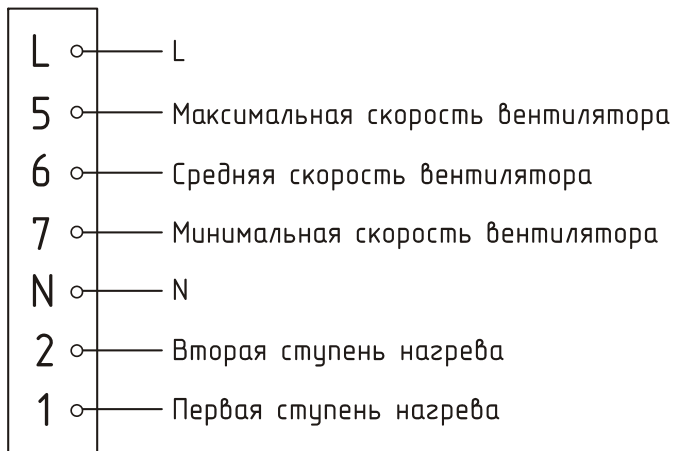 L L
5 Максимальная скорость вентилятора
6 Средняя скорость вентилятора
7 Минимальная скорость вентилятора
N N
2 Вторая ступень нагрева
1 Первая ступень нагрева